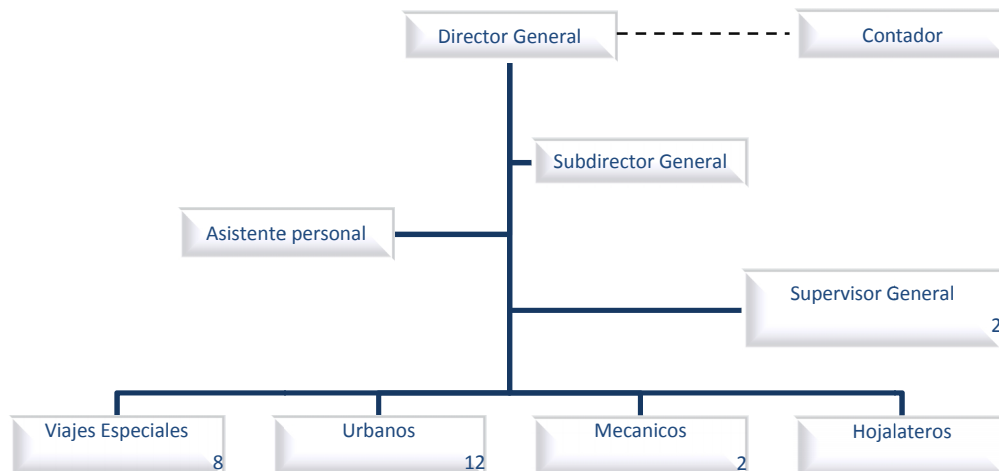 Director General
Contador
Subdirector General
Asistente personal
Supervisor General
2
Viajes Especiales
8
Urbanos
12
Mecanicos
2
Hojalateros